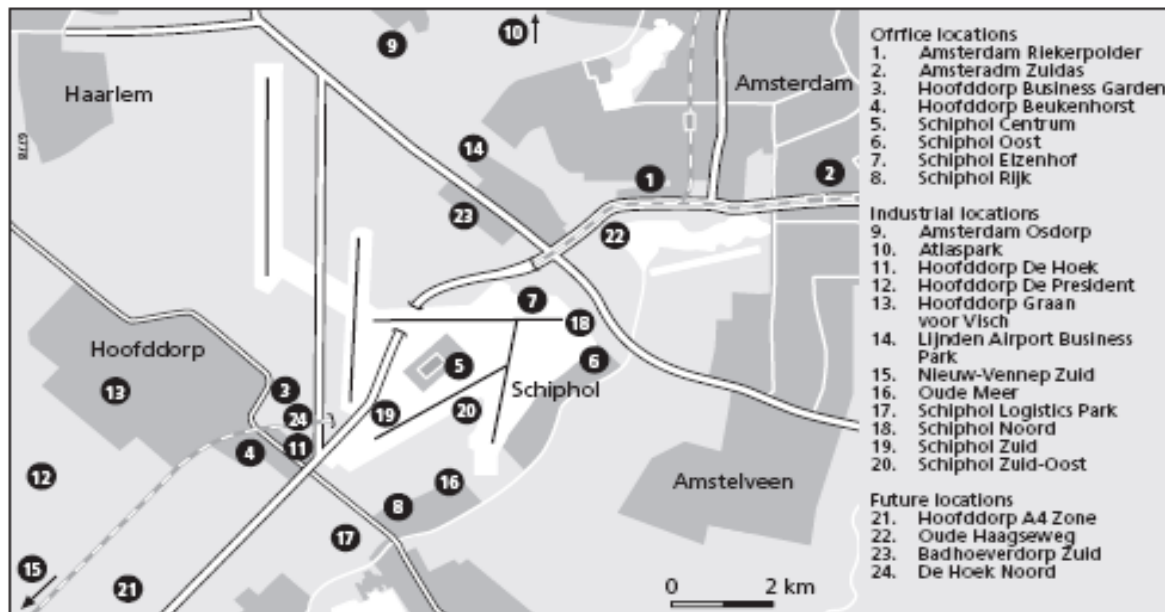 10
9
Haarlem
Amsterdam
6778
14
1
2
23
22
7
18
Hoofddorp
5
6
13
3
Schiphol
24
19
20
11
4
12
16
Amstelveen
8
17
15
21
0 2 km
Ofrfice locations
1. Amsterdam Riekerpolder
2. Amsteradm Zuidas
3. Hoofddorp Business Garden
4. Hoofddorp Beukenhorst
5. Schiphol Centrum
6. Schiphol Oost
7. Schiphol Elzenhof
8. Schiphol Rijk
Industrial locations
9. Amsterdam Osdorp
10. Atlaspark
11. Hoofddorp De Hoek
12. Hoofddorp De President
13. Hoofddorp Graan
voor Visch
14. Lijnden Airport Business
Park
15. Nieuw-Vennep Zuid
16. Oude Meer
17. Schiphol Logistics Park
18. Schiphol Noord
19. Schiphol Zuid
20. Schiphol Zuid-Oost
Future locations
21. Hoofddorp A4 Zone
22. Oude Haagseweg
23. Badhoeverdorp Zuid
24. De Hoek Noord